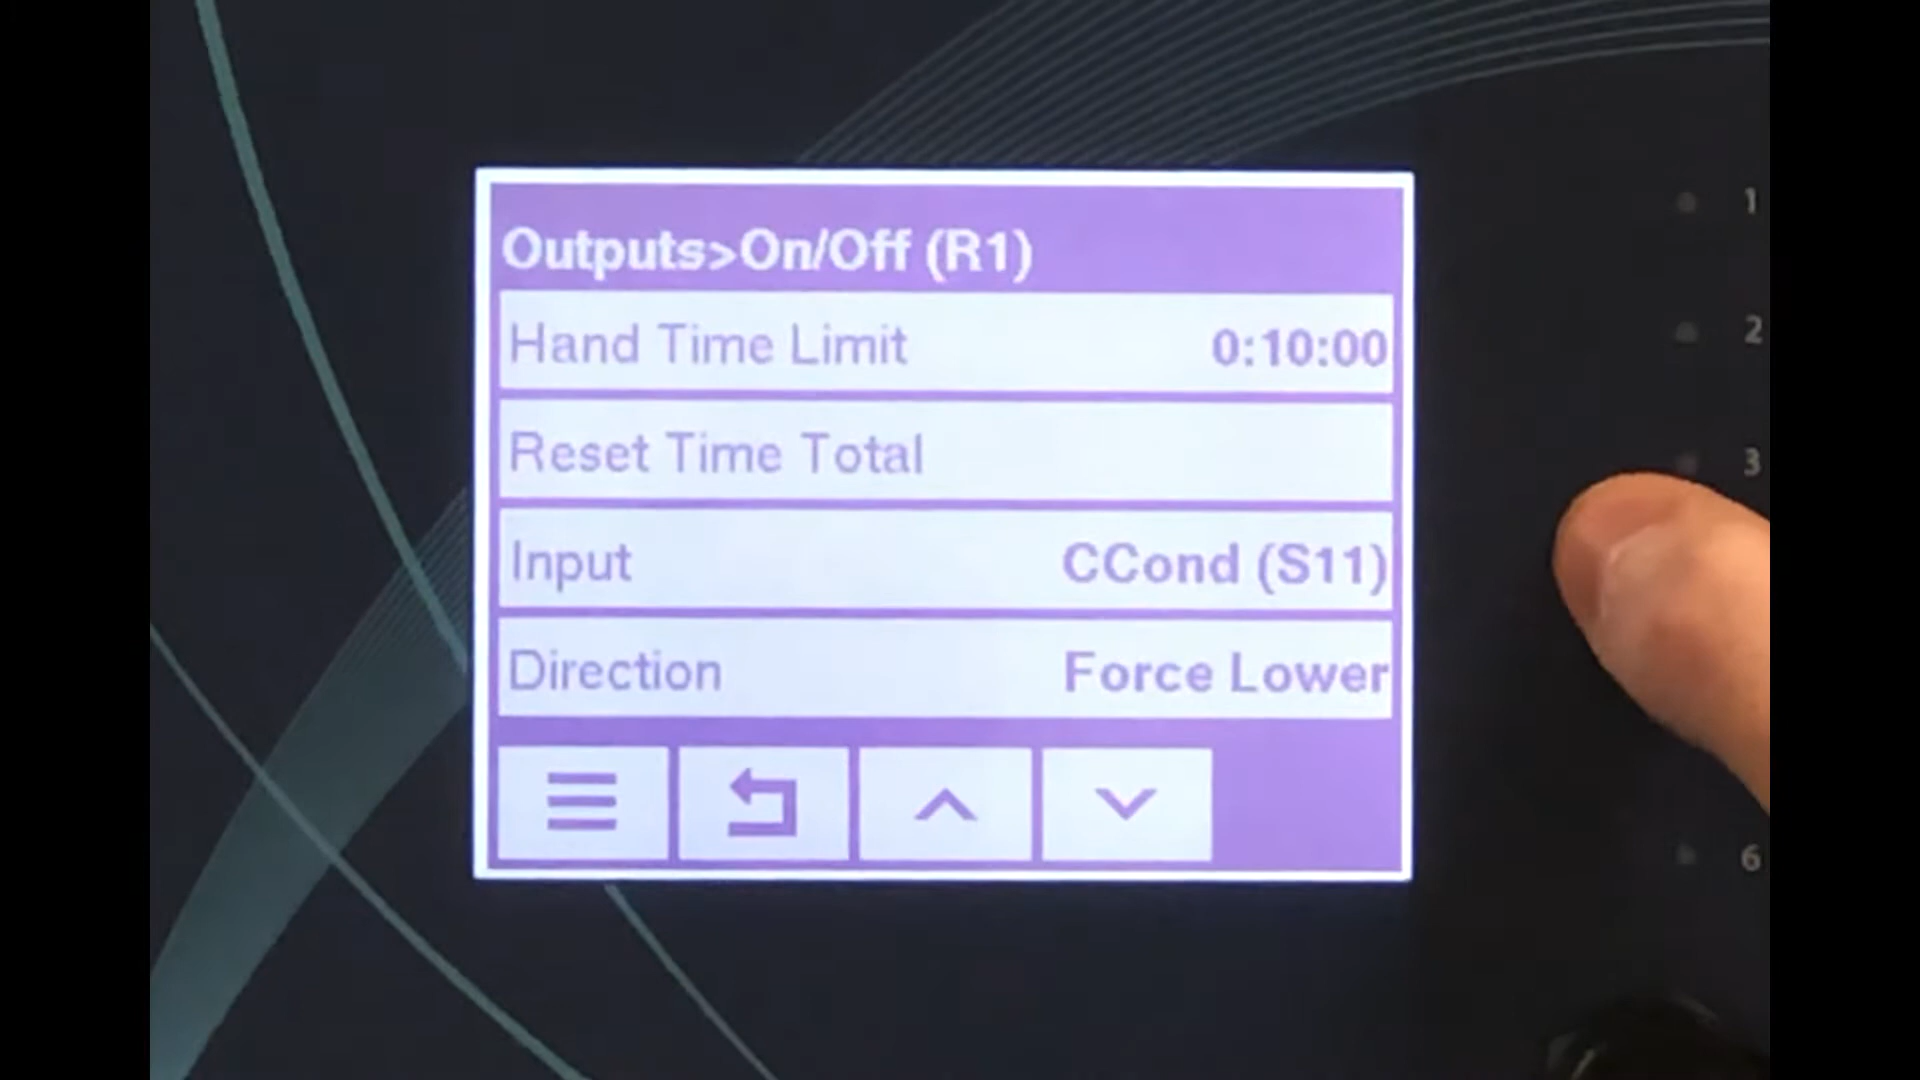 Outputs>On/Off (R1)
Hand Time Limit 0:10:00
Reset Time Total
Input CCond (S11)
Direction Force Lower
1
2
3
6